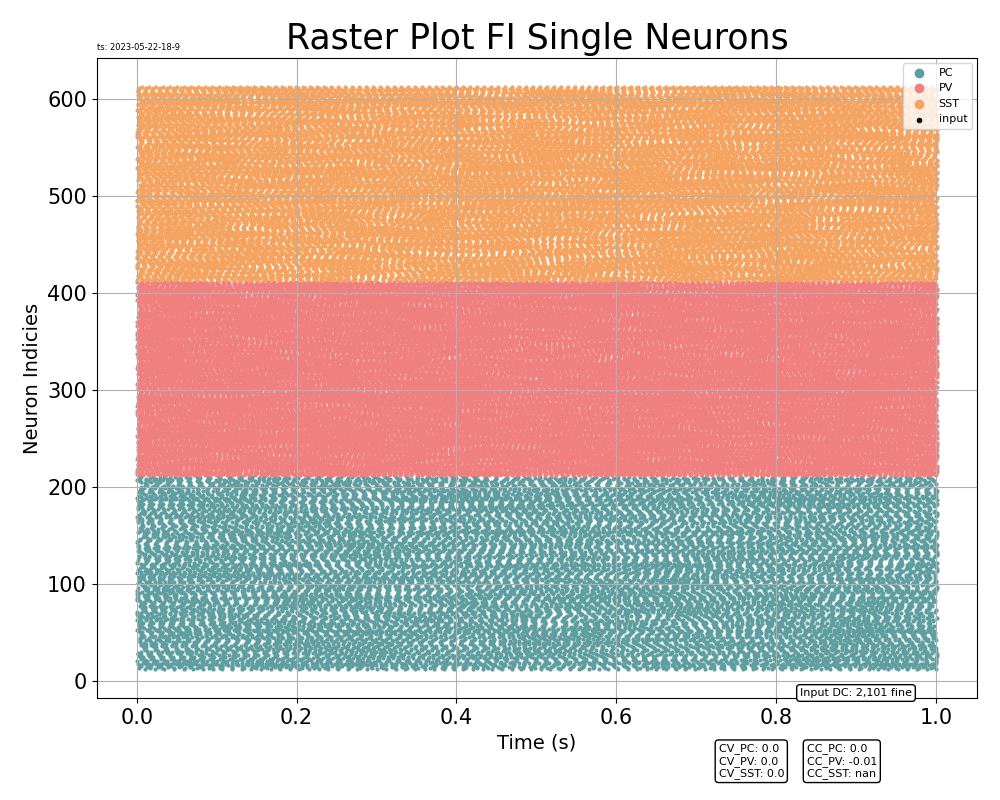 Raster Plot FI Single Neurons
ts: 2023-05-22-18-9
PC
PV
SST
input
600
500
400
300
200
100
0
Neuron Indicies
Input DC: 2,101 fine
0.0 0.2 0.4 0.6 0.8 1.0
Time (s)
CV_PC: 0.0
CV_PV: 0.0
CV_SST: 0.0
CC_PC: 0.0
CC_PV: -0.01
CC_SST: nan